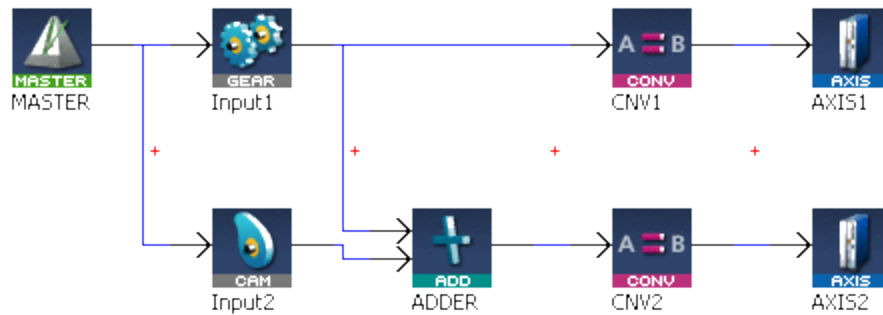 MASTER
MASTER
GEAR
Input1
A B
CONV
CNV1
AXIS
AXIS1
CAM
Input2
ADD
ADDER
A B
CONV
CNV2
AXIS
AXIS2